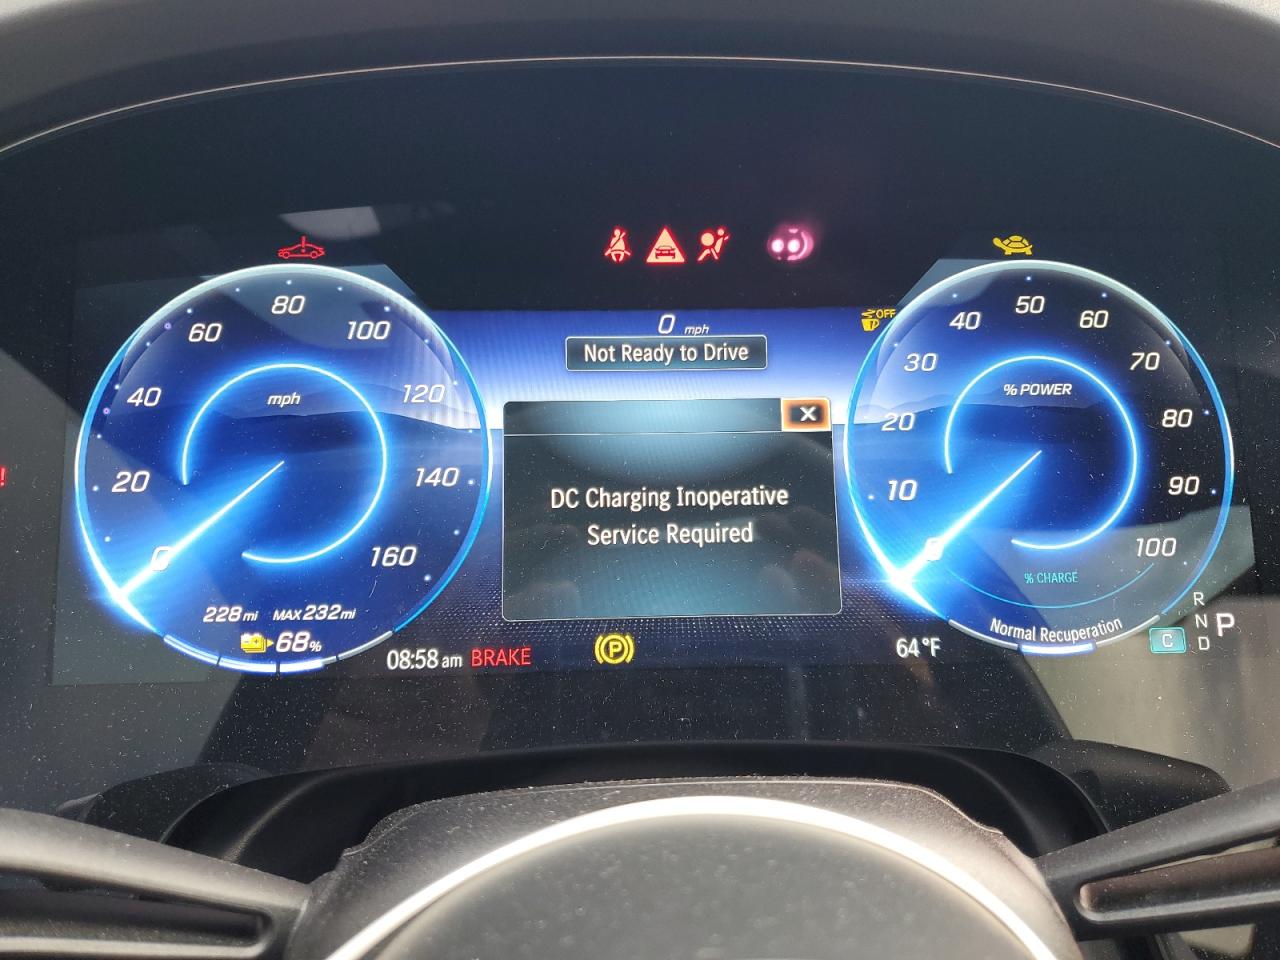 0 mph
OFF
Not Ready to Drive
DC Charging Inoperative
Service Required
0
20
40
60
80
100
120
140
160
mph
228 mi MAX 232 mi
68%
08:58 am BRAKE
P
64°F
0
10
20
30
40
50
60
70
80
90
100
% POWER
% CHARGE
Normal Recuperation
C
R
N
D
P
!